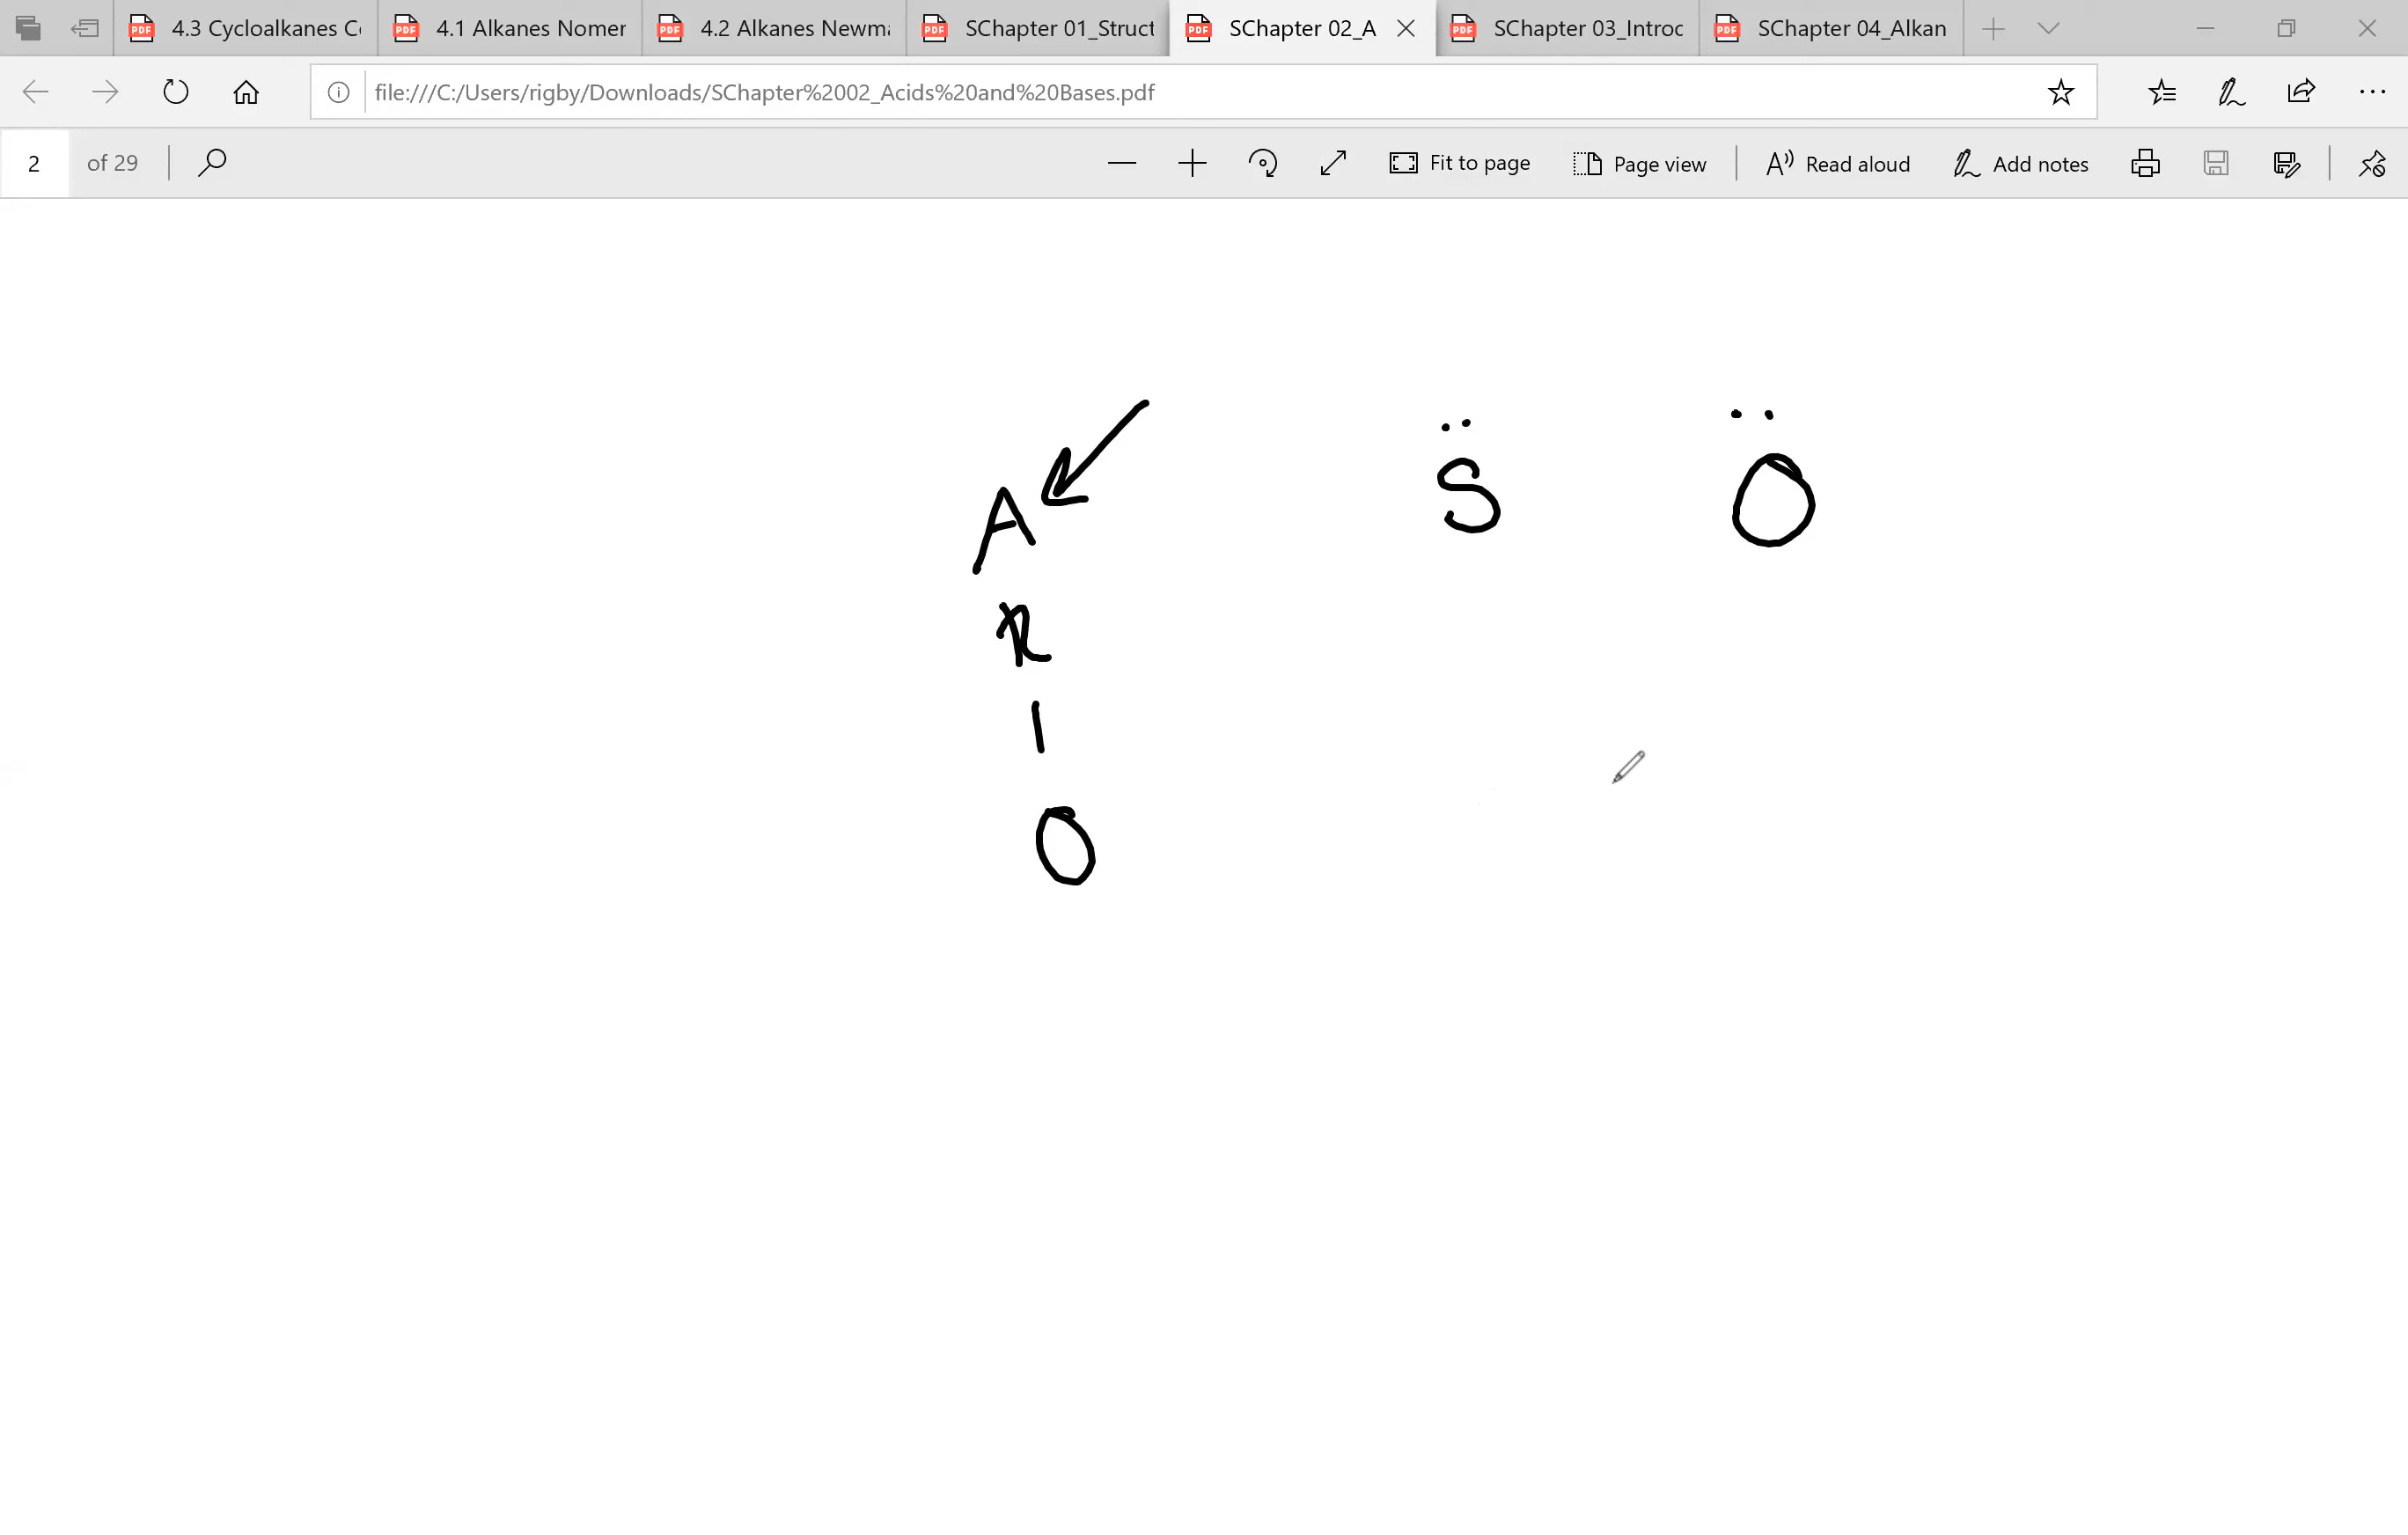 4.3 Cycloalkanes C 4.1 Alkanes Nomer 4.2 Alkanes Newm SChapter 01_Struct SChapter 02_A SChapter 03_Introc SChapter 04_Alkan
file:///C:/Users/rigby/Downloads/SChapter%2002_Acids%20and%20Bases.pdf
2 of 29 Fit to page Page view A Read aloud Add notes
A S O
R
I
O